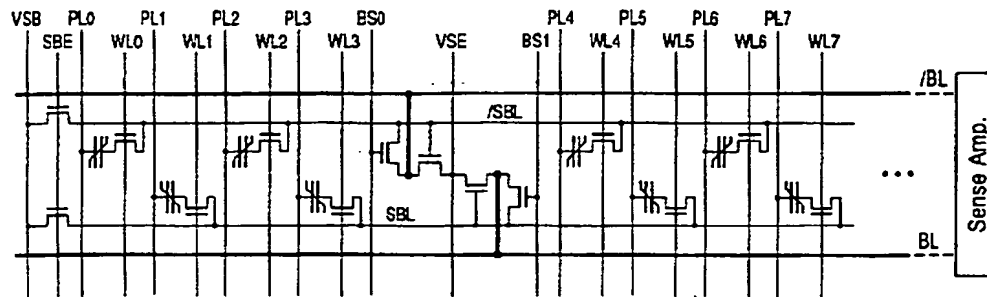 VSB PL0 PL1 PL2 PL3 BS0 PL4 PL5 PL6 PL7
SBE WL0 WL1 WL2 WL3 VSE BS1 WL4 WL5 WL6 WL7
/BL
/SBL
SBL
BL
Sense Amp.